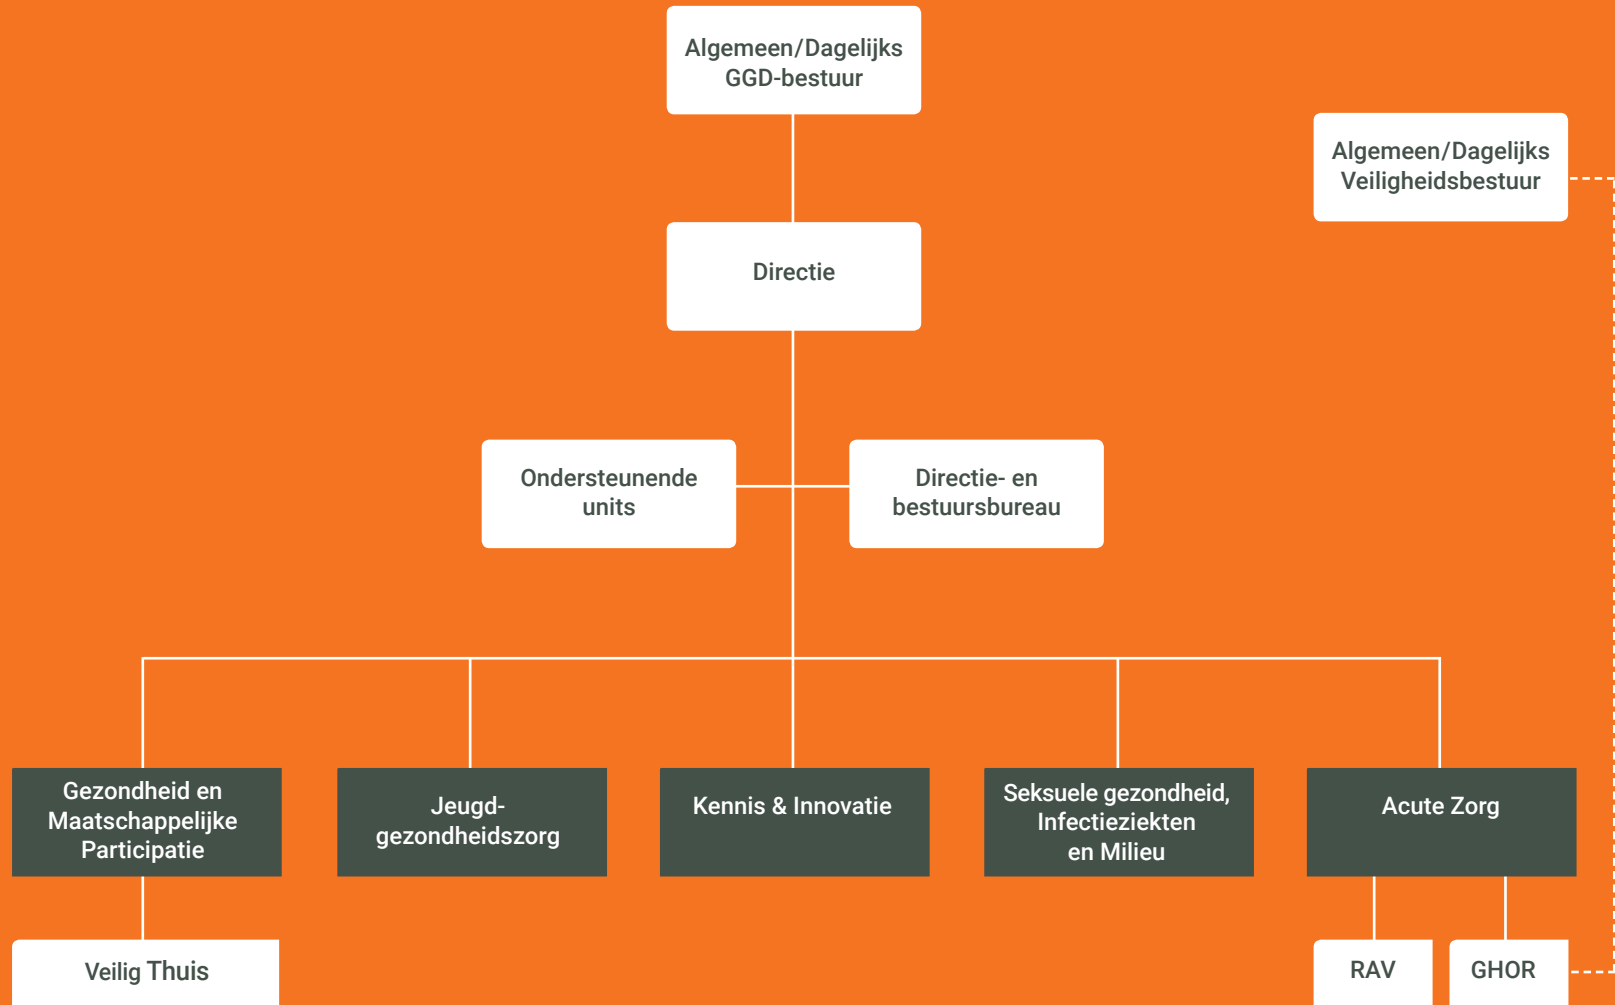 Algemeen/Dagelijks
GGD-bestuur
Algemeen/Dagelijks
Veiligheidsbestuur
Directie
Ondersteunende
units
Directie- en
bestuursbureau
Gezondheid en
Maatschappelijke
Participatie
Jeugd-
gezondheidszorg
Kennis & Innovatie
Seksuele gezondheid,
Infectieziekten
en Milieu
Acute Zorg
Veilig Thuis
RAV
GHOR